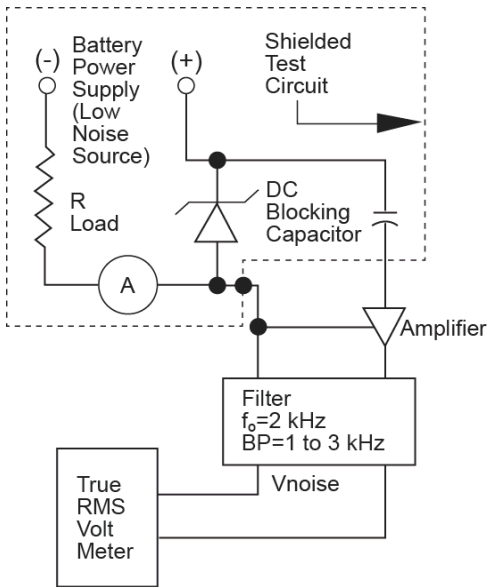 (-)
Battery
Power
Supply
(Low
Noise
Source)
(+)
Shielded
Test
Circuit
R
Load
DC
Blocking
Capacitor
A
Amplifier
Filter
fₒ=2 kHz
BP=1 to 3 kHz
Vnoise
True
RMS
Volt
Meter